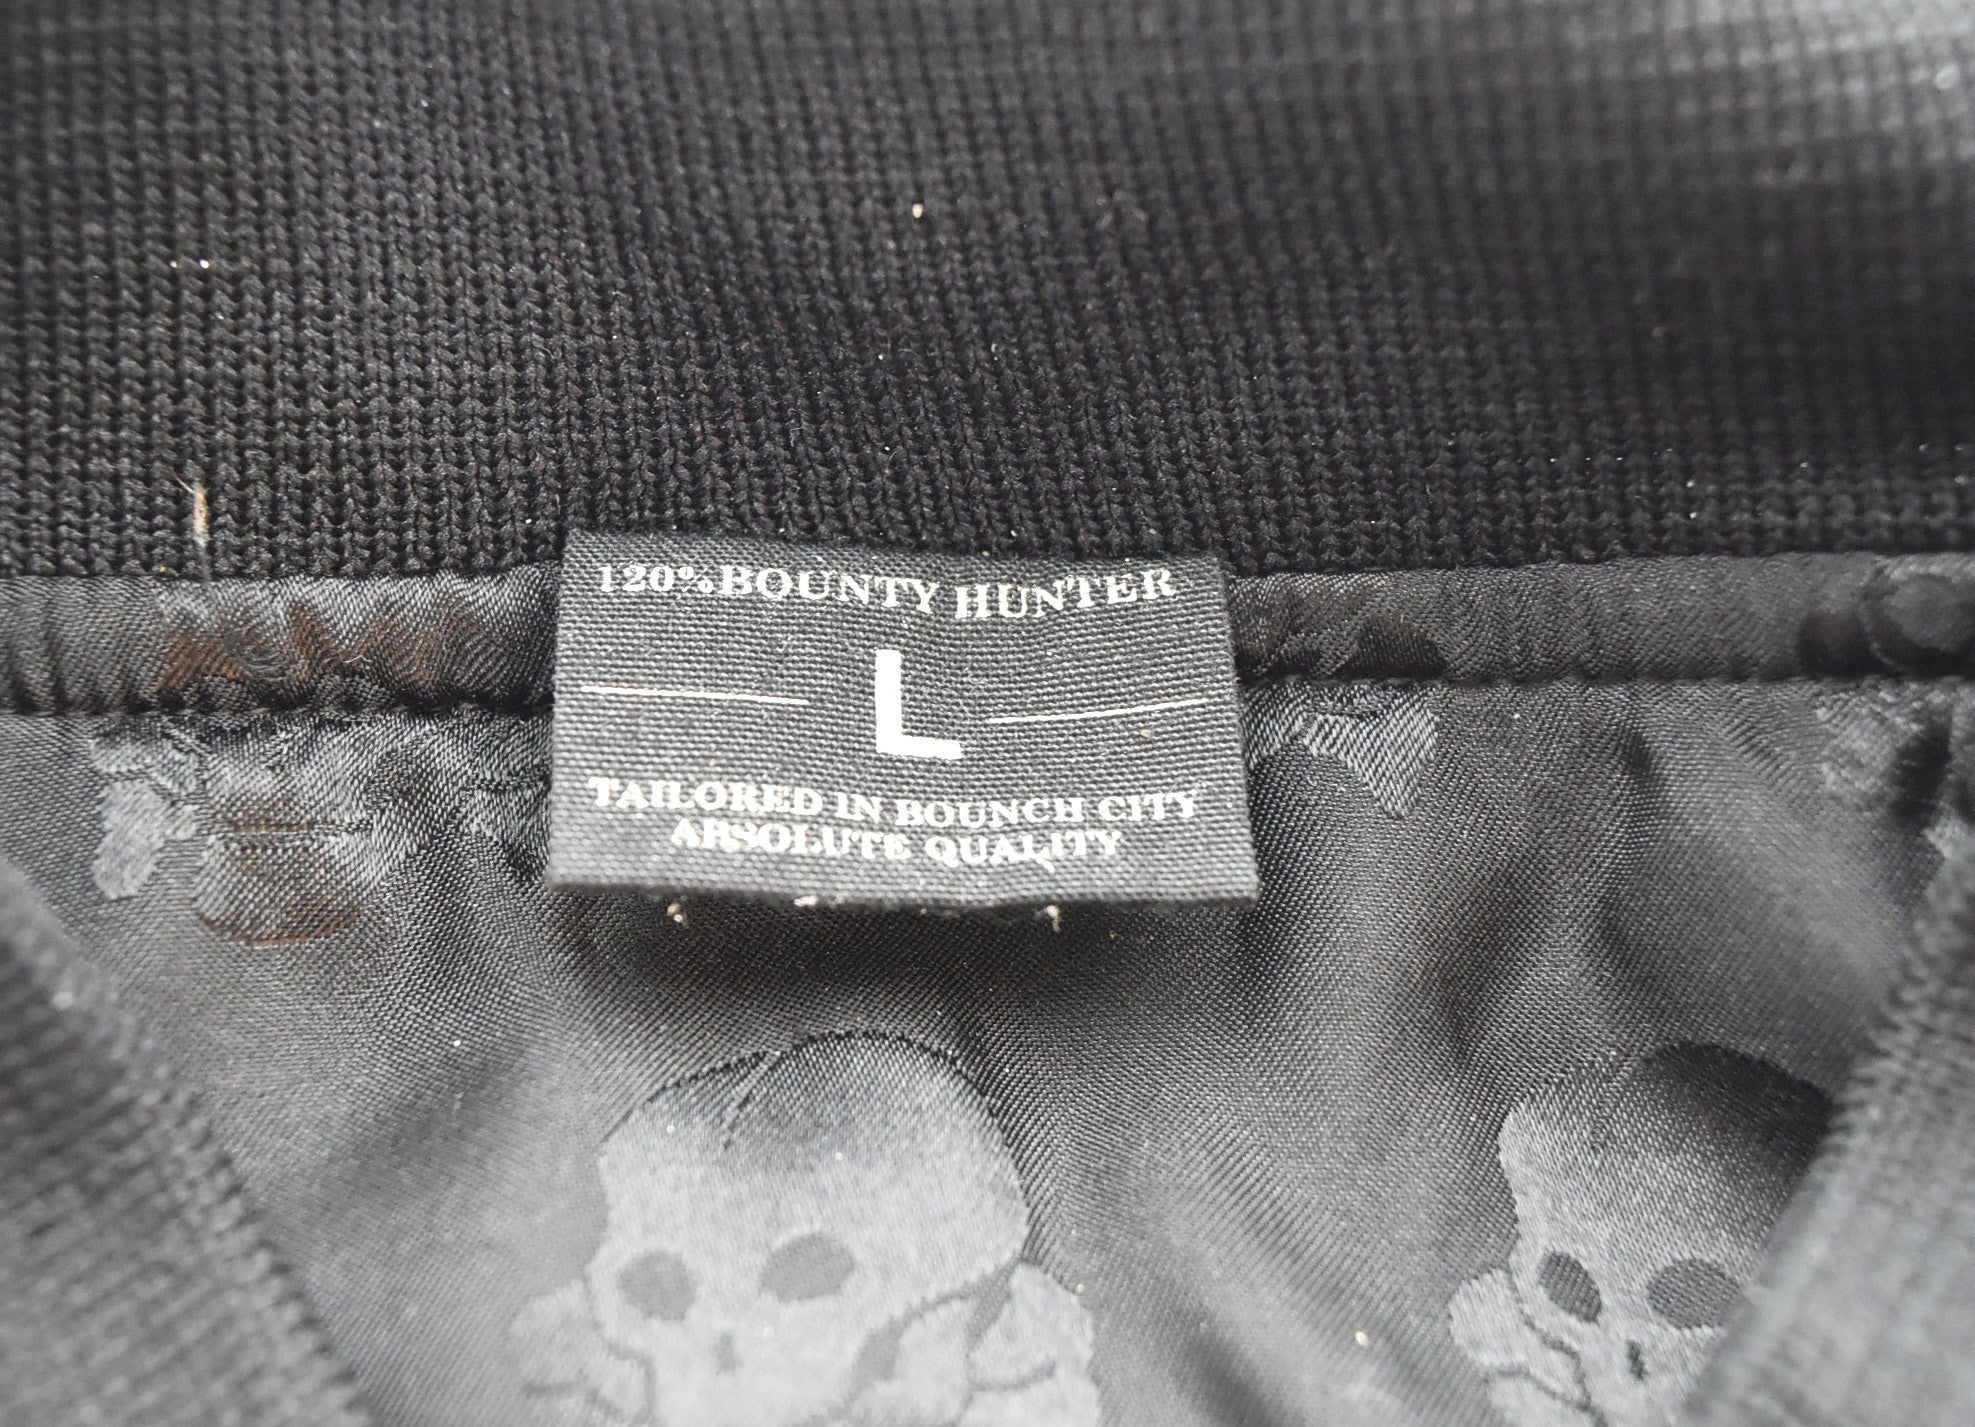 120% BOUNTY HUNTER
L
TAILORED IN BOUNCH CITY
ABSOLUTE QUALITY